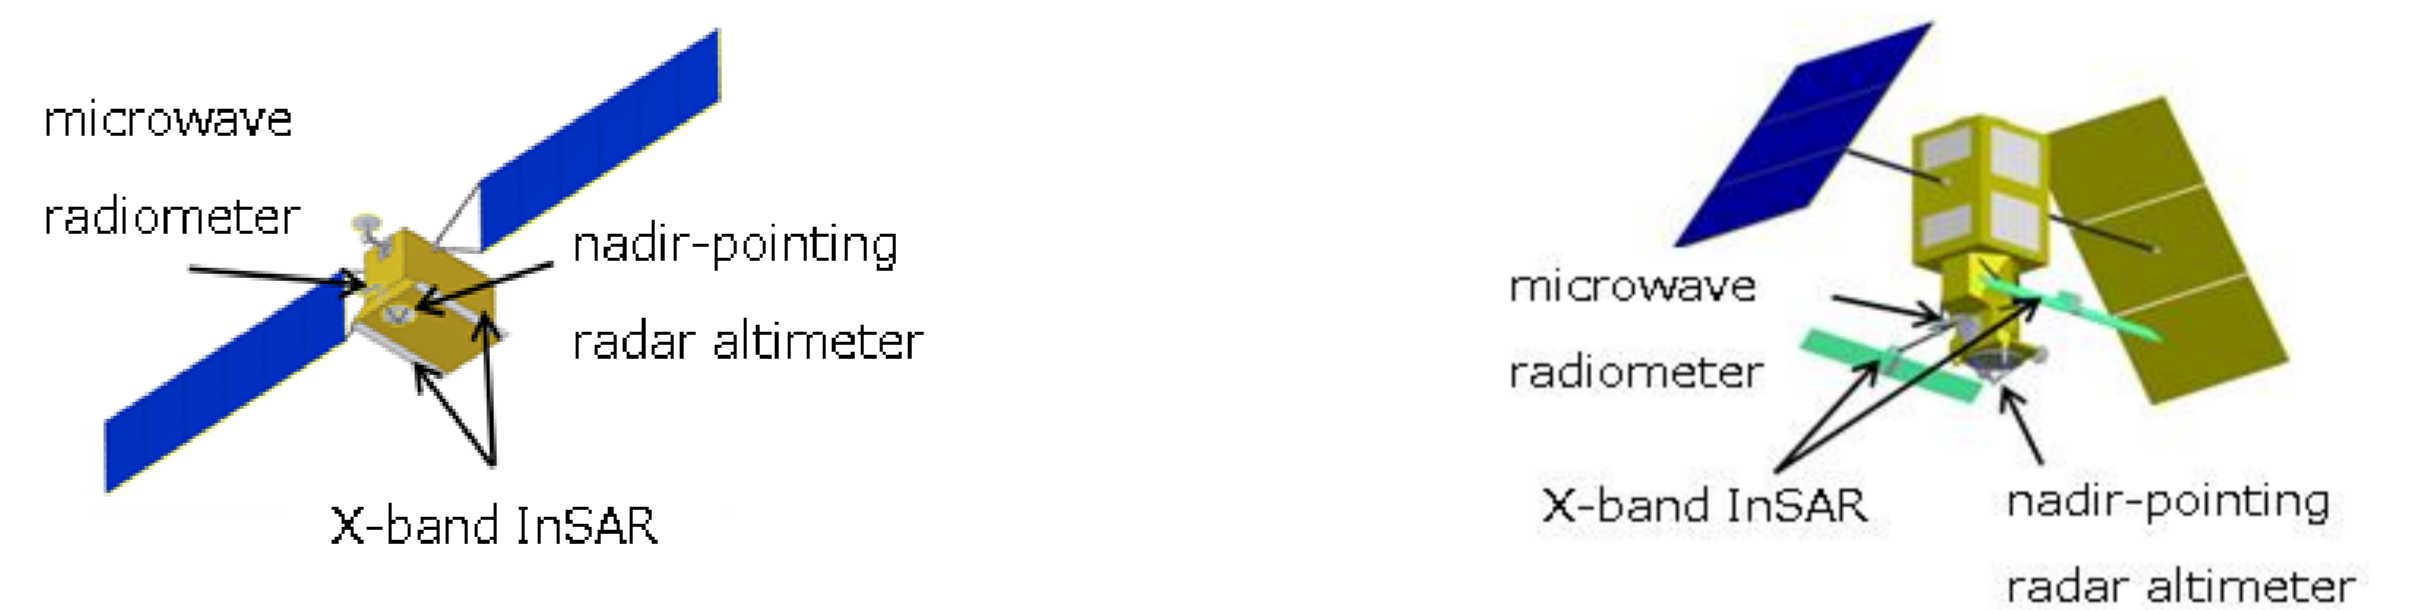 microwave
radiometer
nadir-pointing
radar altimeter
X-band InSAR
microwave
radiometer
X-band InSAR
nadir-pointing
radar altimeter